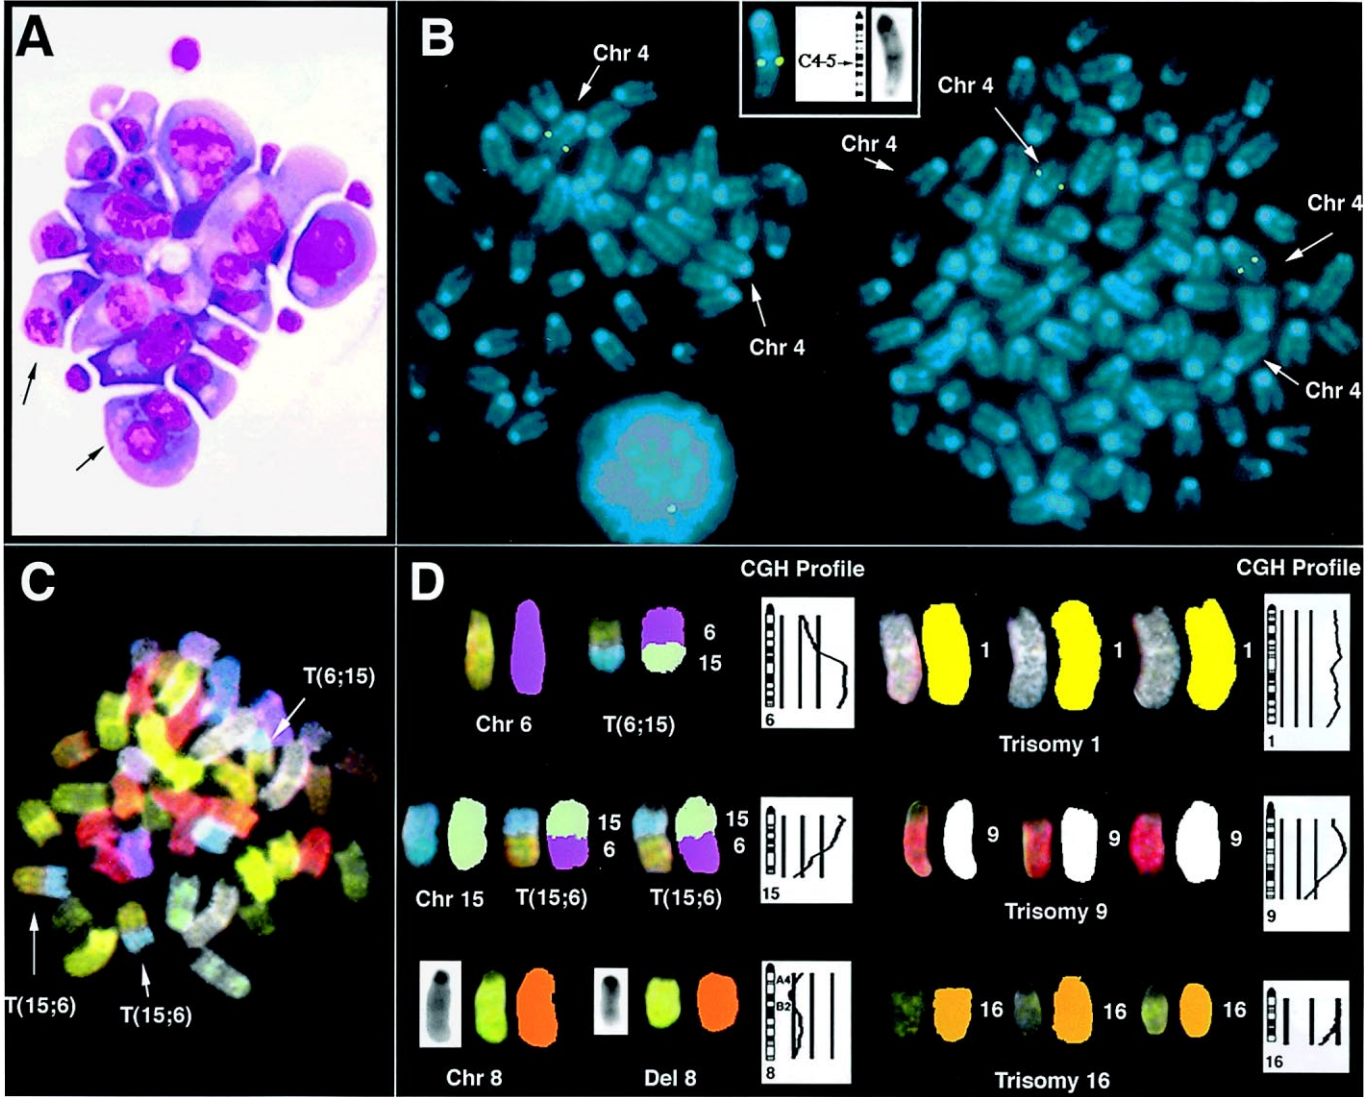 A
B
Chr 4
C4-5
Chr 4
Chr 4
Chr 4
Chr 4
Chr 4
C
T(6;15)
T(15;6)
T(15;6)
D
CGH Profile
CGH Profile
6
15
Chr 6
T(6;15)
6
1
1
1
Trisomy 1
1
15
6
15
6
Chr 15
T(15;6)
T(15;6)
15
9
9
9
Trisomy 9
9
Chr 8
Del 8
A4
B2
8
16
16
16
Trisomy 16
16